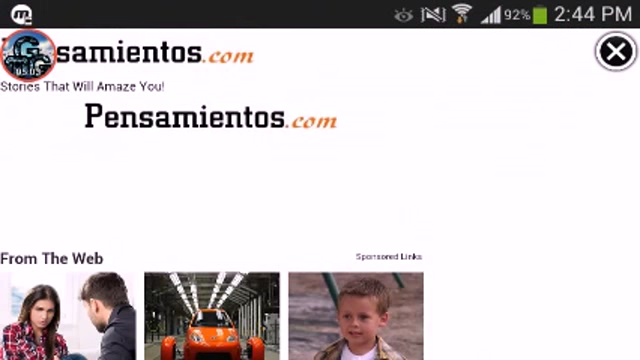 92% 2:44 PM
samientos.com
Stories That Will Amaze You!
Pensamientos.com
From The Web
Sponsored Links